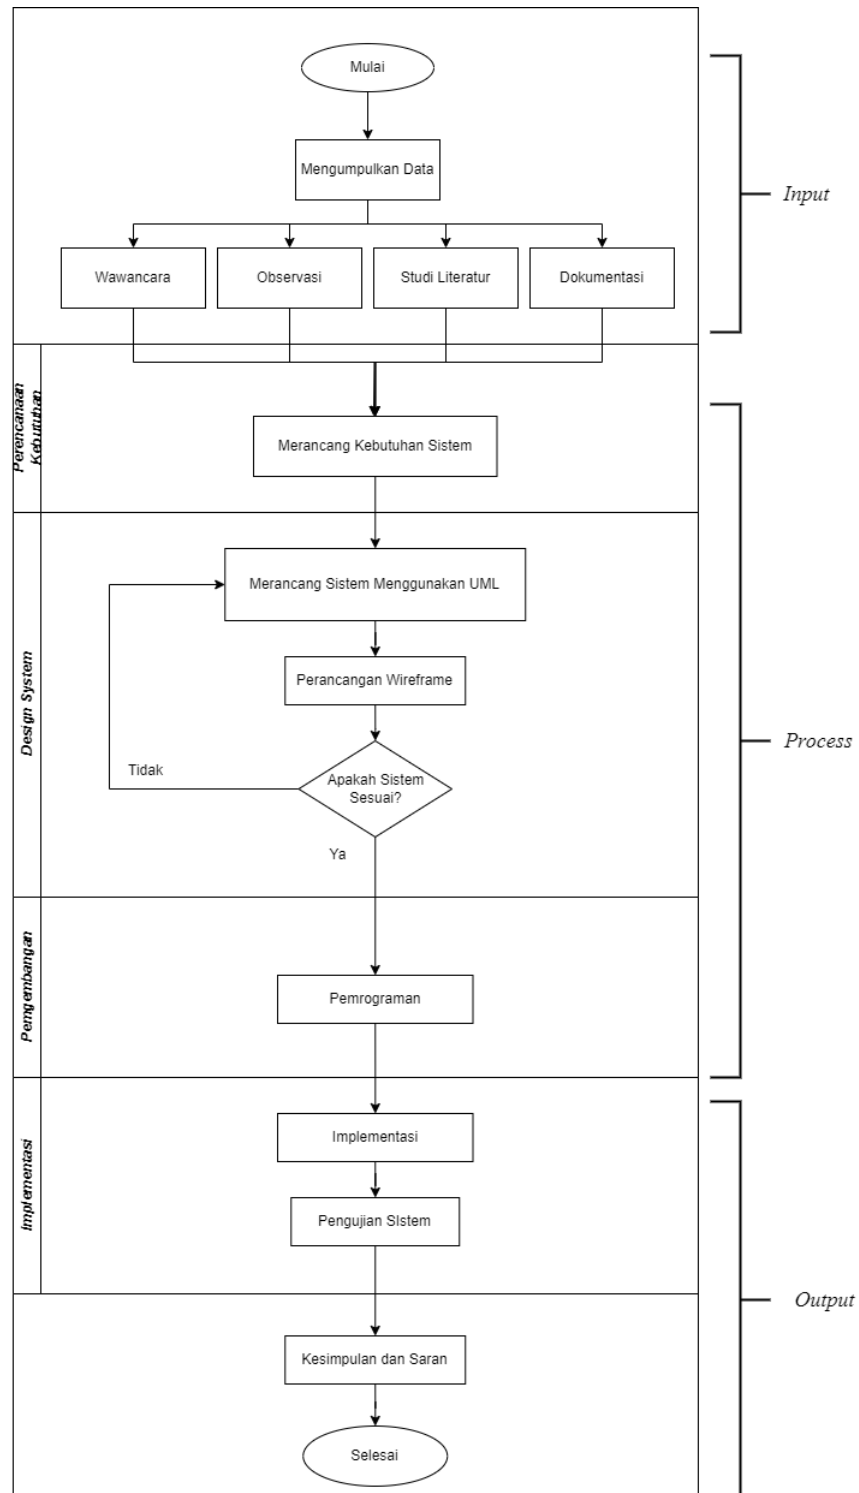 Mulai
Mengumpulkan Data
Input
Wawancara
Observasi
Studi Literatur
Dokumentasi
Perencanaan
Kebutuhan
Merancang Kebutuhan Sistem
Design System
Merancang Sistem Menggunakan UML
Perancangan Wireframe
Process
Tidak
Apakah Sistem
Sesuai?
Ya
Pemgembangan
Pemrograman
Implementasi
Implementasi
Pengujian SIstem
Output
Kesimpulan dan Saran
Selesai